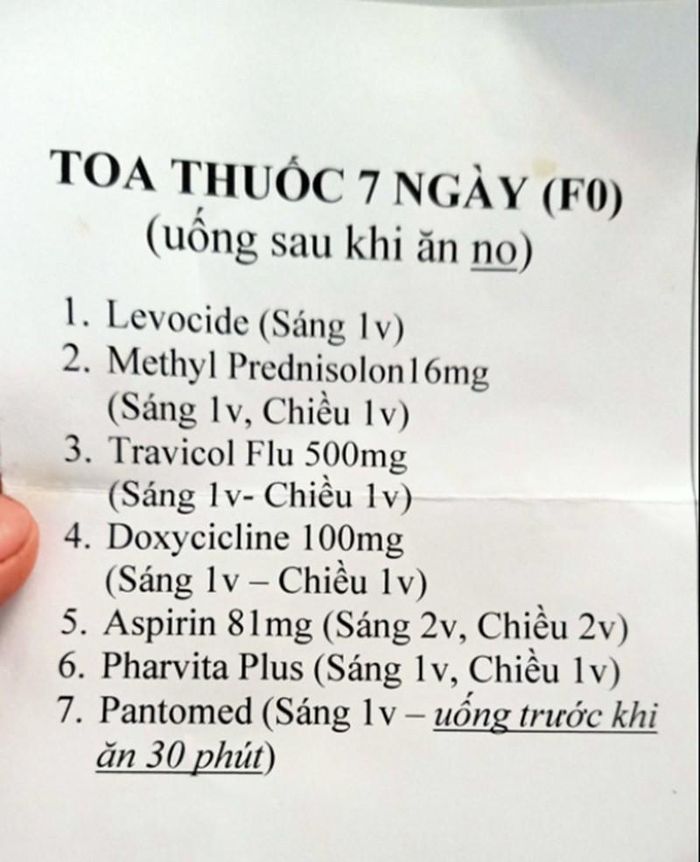 TOA THUỐC 7 NGÀY (F0)
(uống sau khi ăn no)
1. Levocide (Sáng 1v)
2. Methyl Prednisolon16mg
(Sáng 1v, Chiều 1v)
3. Travicol Flu 500mg
(Sáng 1v- Chiều 1v)
4. Doxycicline 100mg
(Sáng 1v – Chiều 1v)
5. Aspirin 81mg (Sáng 2v, Chiều 2v)
6. Pharvita Plus (Sáng 1v, Chiều 1v)
7. Pantomed (Sáng 1v – uống trước khi
ăn 30 phút)